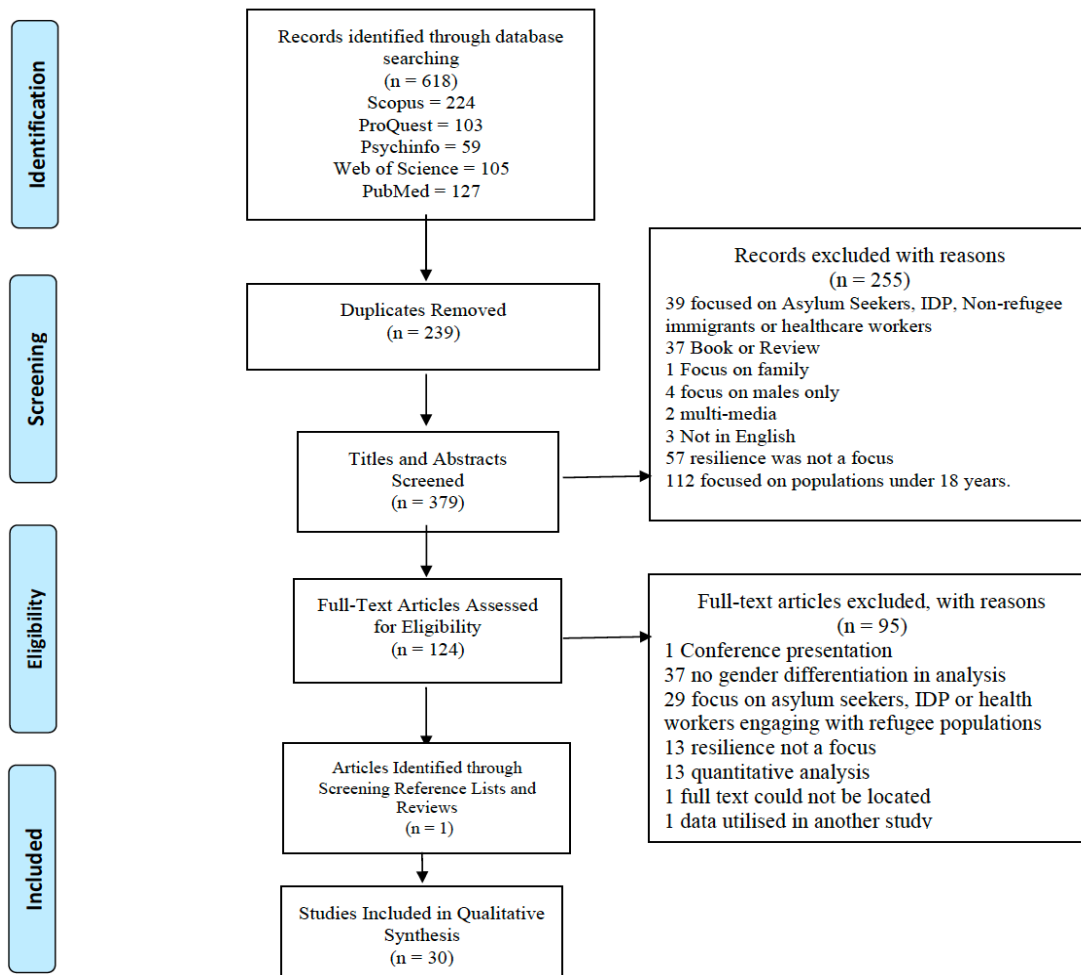 Identification
Records identified through database
searching
(n = 618)
Scopus = 224
ProQuest = 103
Psychinfo = 59
Web of Science = 105
PubMed = 127
Screening
Duplicates Removed
(n = 239)
Titles and Abstracts
Screened
(n = 379)
Records excluded with reasons
(n = 255)
39 focused on Asylum Seekers, IDP, Non-refugee
immigrants or healthcare workers
37 Book or Review
1 Focus on family
4 focus on males only
2 multi-media
3 Not in English
57 resilience was not a focus
112 focused on populations under 18 years.
Eligibility
Full-Text Articles Assessed
for Eligibility
(n = 124)
Full-text articles excluded, with reasons
(n = 95)
1 Conference presentation
37 no gender differentiation in analysis
29 focus on asylum seekers, IDP or health
workers engaging with refugee populations
13 resilience not a focus
13 quantitative analysis
1 full text could not be located
1 data utilised in another study
Included
Articles Identified through
Screening Reference Lists and
Reviews
(n = 1)
Studies Included in Qualitative
Synthesis
(n = 30)